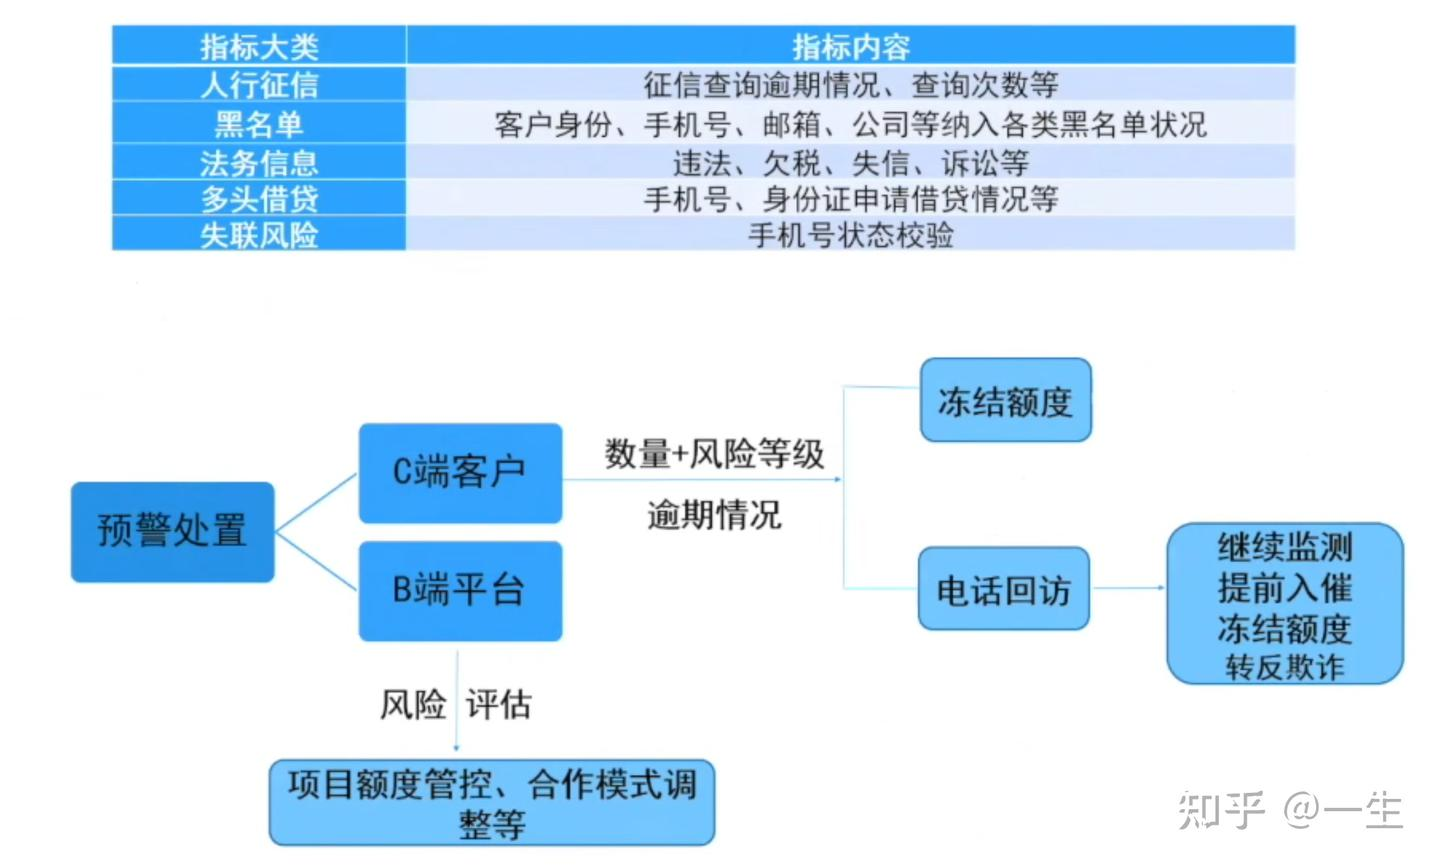 指标大类 指标内容
人行征信 征信查询逾期情况、查询次数等
黑名单 客户身份、手机号、邮箱、公司等纳入各类黑名单状况
法务信息 违法、欠税、失信、诉讼等
多头借贷 手机号、身份证申请借贷情况等
失联风险 手机号状态校验
预警处置
C端客户
B端平台
数量+风险等级
逾期情况
冻结额度
电话回访
继续监测
提前入催
冻结额度
转反欺诈
风险 评估
项目额度管控、合作模式调
整等
知乎 @一生